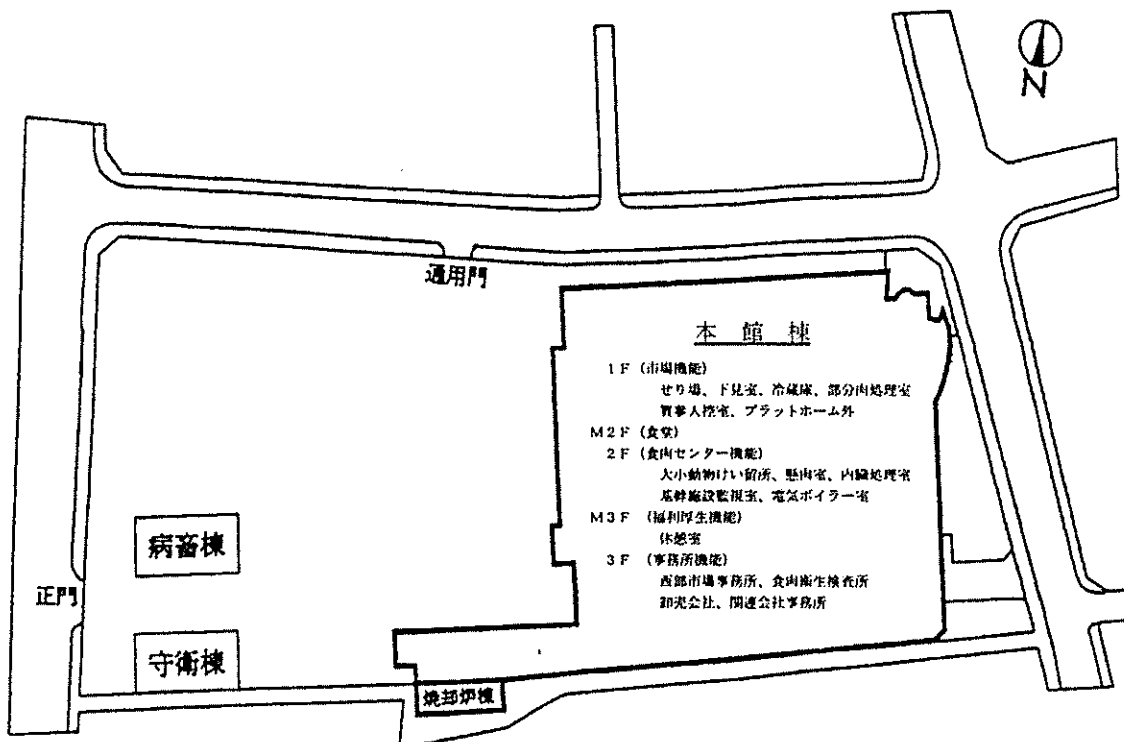 N
通用門
本館棟
1F (市場機能)
せり場、下見室、冷蔵庫、部分肉処理室
買参人控室、プラットホーム外
M2F (食堂)
2F (食肉センター機能)
大小動物けい留所、懸肉室、内臓処理室
基幹施設監視室、電気ボイラー室
M3F (福利厚生機能)
休憩室
3F (事務所機能)
西部市場事務所、食肉衛生検査所
卸売会社、関連会社事務所
病畜棟
正門
守衛棟
焼却炉棟